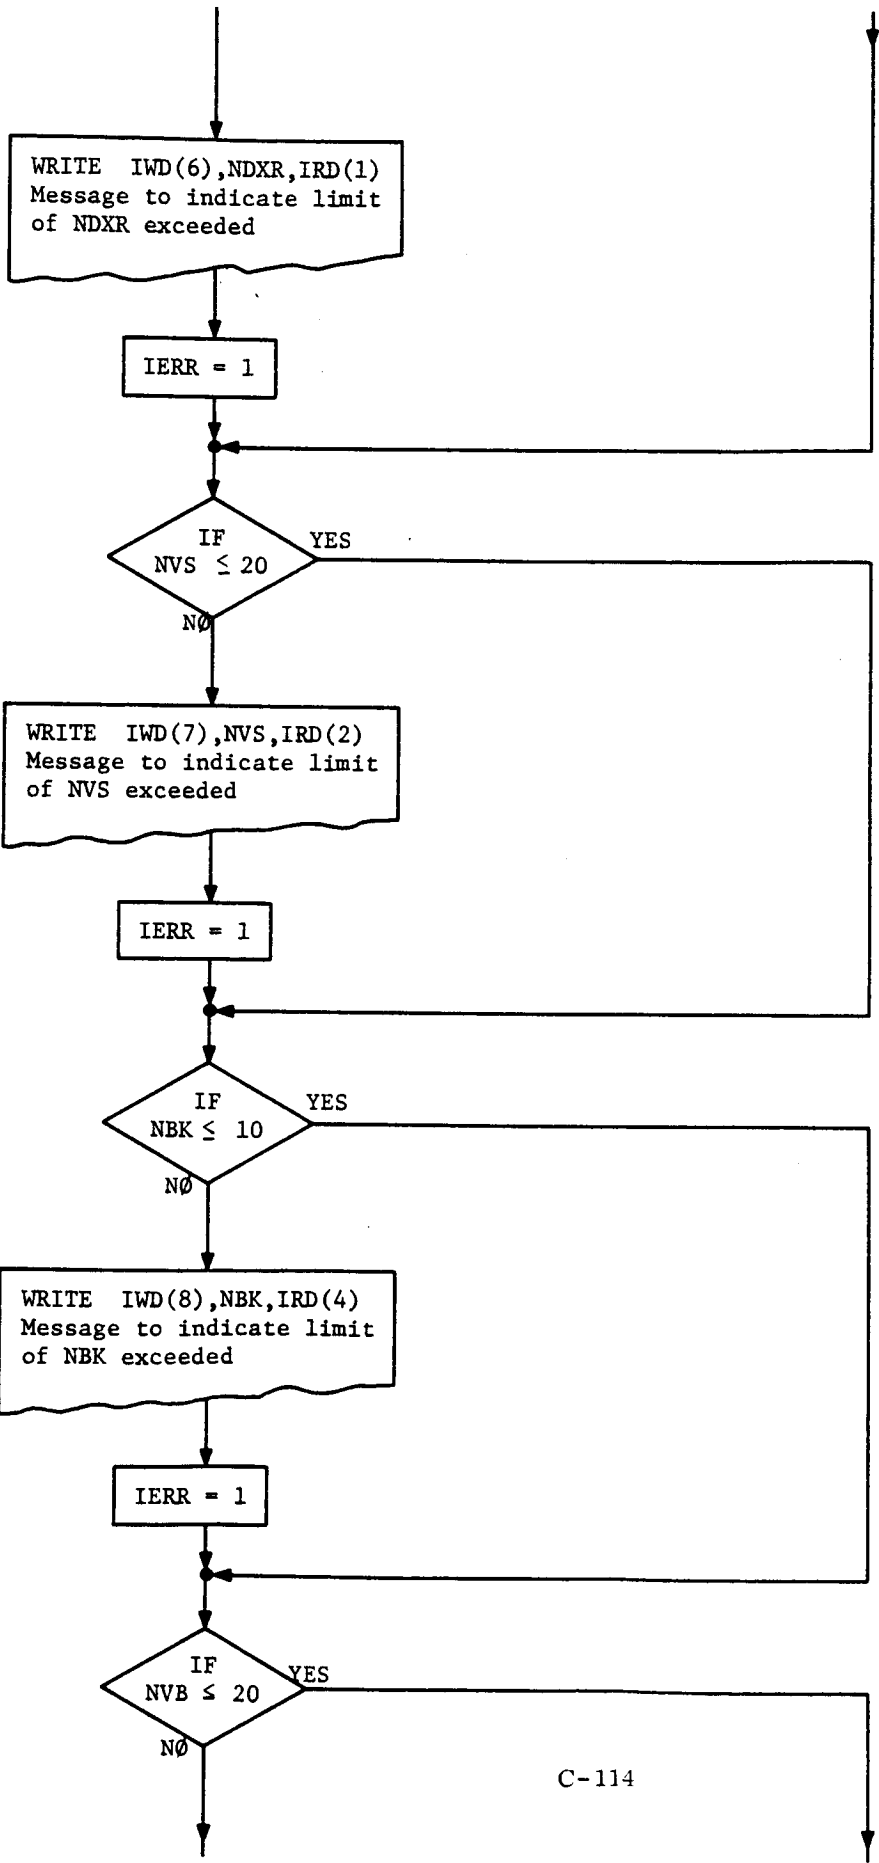 WRITE IWD(6),NDXR,IRD(1)
Message to indicate limit
of NDXR exceeded
IERR = 1
IF
NVS ≤ 20
YES
NØ
WRITE IWD(7),NVS,IRD(2)
Message to indicate limit
of NVS exceeded
IERR = 1
IF
NBK ≤ 10
YES
NØ
WRITE IWD(8),NBK,IRD(4)
Message to indicate limit
of NBK exceeded
IERR = 1
IF
NVB ≤ 20
YES
NØ
C-114